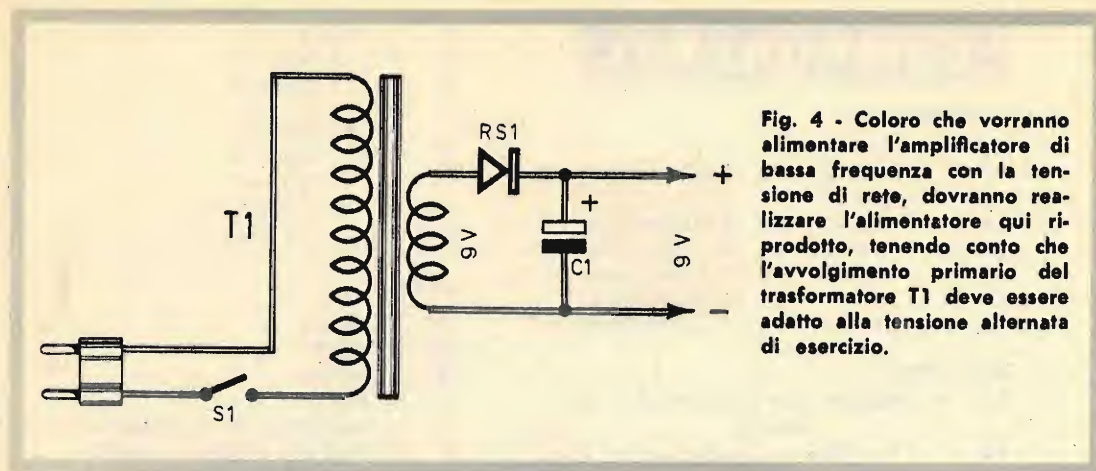 T1
S1
RS1
9 V
+
C1
+
9 V
-
Fig. 4 - Coloro che vorranno
alimentare l'amplificatore di
bassa frequenza con la ten-
sione di rete, dovranno rea-
lizzare l'alimentatore qui ri-
prodotto, tenendo conto che
l'avvolgimento primario del
trasformatore T1 deve essere
adatto alla tensione alternata
di esercizio.